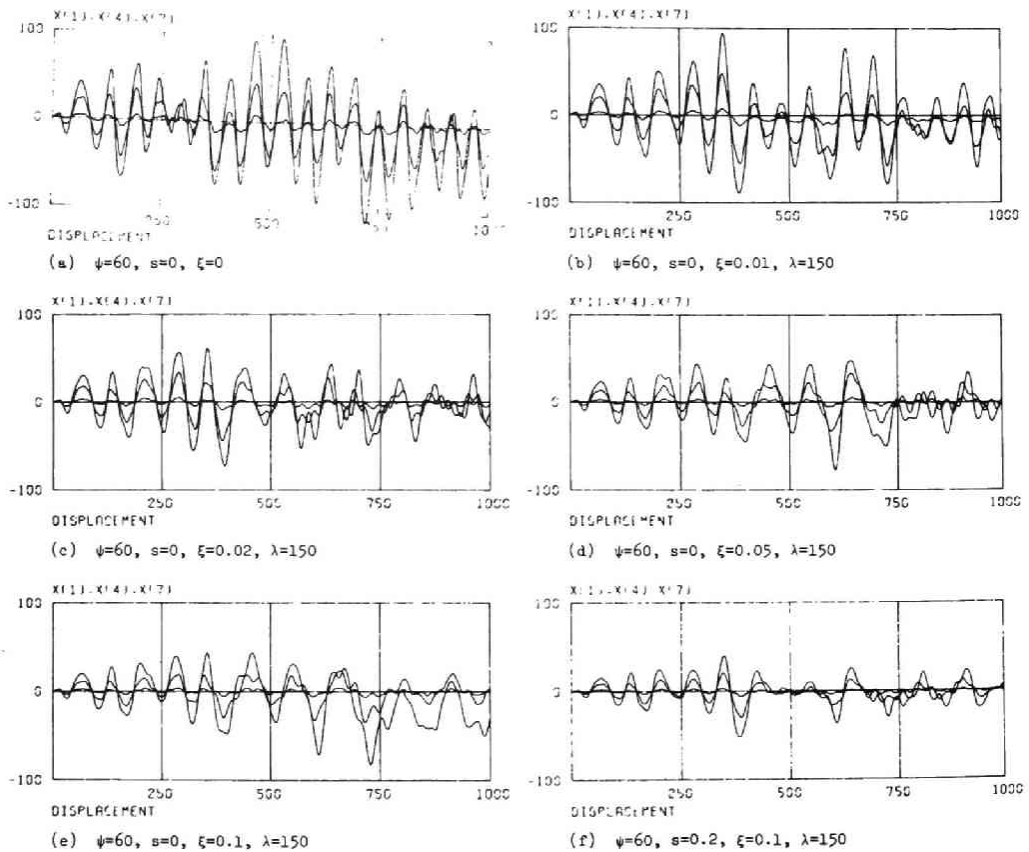 X(1).X(4).X(7)
100
0
-100
250
500
750
1000
DISPLACEMENT
(a) ψ=60, s=0, ξ=0
X(1).X(4).X(7)
100
0
-100
250
500
750
1000
DISPLACEMENT
(b) ψ=60, s=0, ξ=0.01, λ=150
X(1).X(4).X(7)
100
0
-100
250
500
750
1000
DISPLACEMENT
(c) ψ=60, s=0, ξ=0.02, λ=150
X(1).X(4).X(7)
100
0
-100
250
500
750
1000
DISPLACEMENT
(d) ψ=60, s=0, ξ=0.05, λ=150
X(1).X(4).X(7)
100
0
-100
250
500
750
1000
DISPLACEMENT
(e) ψ=60, s=0, ξ=0.1, λ=150
X(1).X(4).X(7)
100
0
-100
250
500
750
1000
DISPLACEMENT
(f) ψ=60, s=0.2, ξ=0.1, λ=150